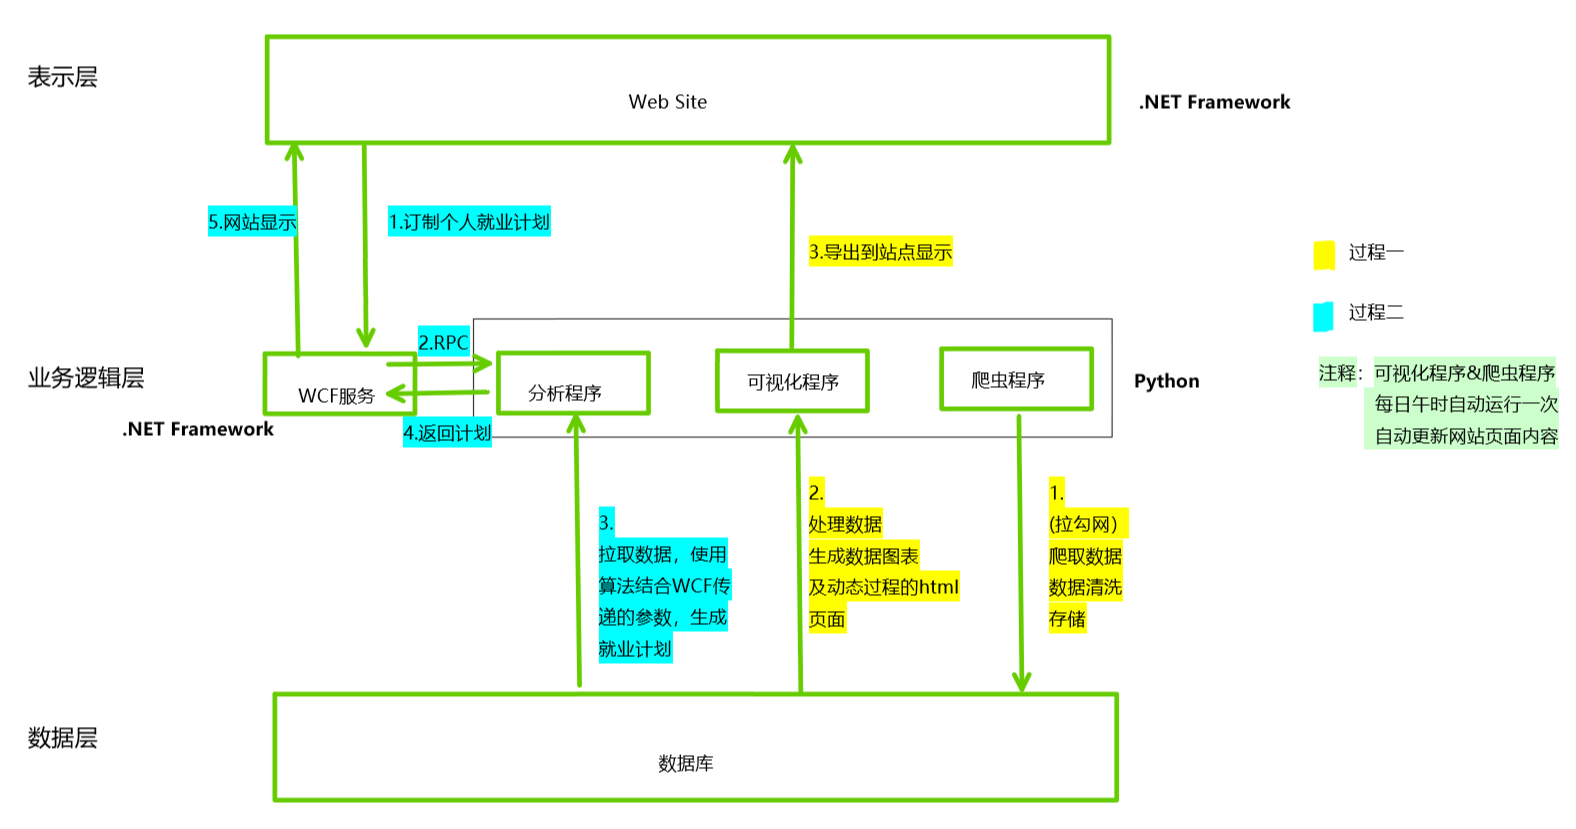 表示层
Web Site
.NET Framework
5.网站显示
1.订制个人就业计划
3.导出到站点显示
过程一
过程二
2.RPC
业务逻辑层
WCF服务
分析程序
可视化程序
爬虫程序
Python
注释：可视化程序&爬虫程序
每日午时自动运行一次
自动更新网站页面内容
.NET Framework
4.返回计划
3.
拉取数据，使用
算法结合WCF传
递的参数，生成
就业计划
2.
处理数据
生成数据图表
及动态过程的html
页面
1.
(拉勾网）
爬取数据
数据清洗
存储
数据层
数据库